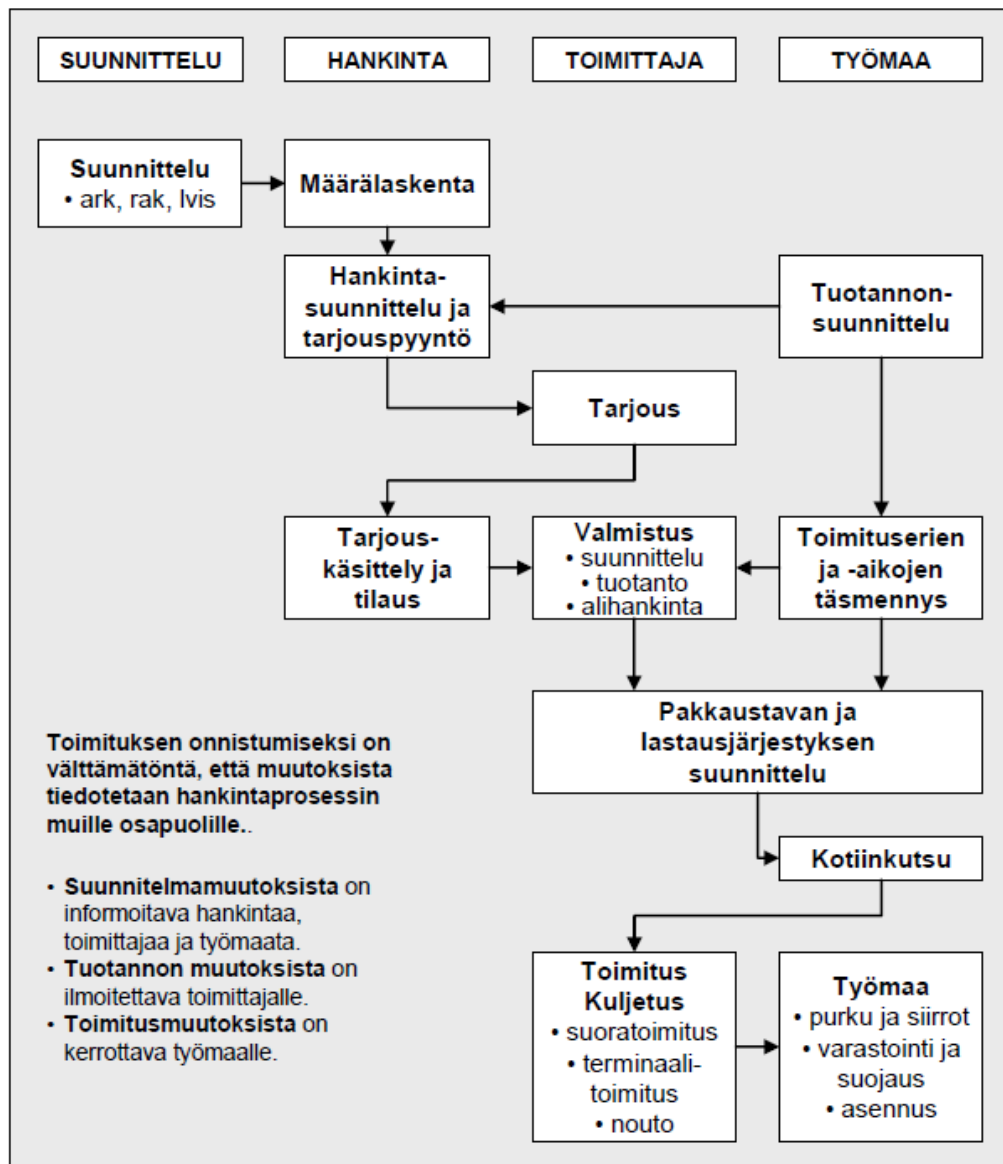 SUUNNITTELU
HANKINTA
TOIMITTAJA
TYÖMAA
Suunnittelu
• ark, rak, lvis
Määrälaskenta
Hankinta-
suunnittelu ja
tarjouspyyntö
Tuotannon-
suunnittelu
Tarjous
Tarjous-
käsittely ja
tilaus
Valmistus
• suunnittelu
• tuotanto
• alihankinta
Toimituserien
ja -aikojen
täsmennys
Pakkaustavan ja
lastausjärjestyksen
suunnittelu
Toimituksen onnistumiseksi on
välttämätöntä, että muutoksista
tiedotetaan hankintaprosessin
muille osapuolille..
• Suunnitelmamuutoksista on
informoitava hankintaa,
toimittajaa ja työmaata.
• Tuotannon muutoksista on
ilmoitettava toimittajalle.
• Toimitusmuutoksista on
kerrottava työmaalle.
Kotiinkutsu
Toimitus
Kuljetus
• suoratoimitus
• terminaali-
toimitus
• nouto
Työmaa
• purku ja siirrot
• varastointi ja
suojaus
• asennus